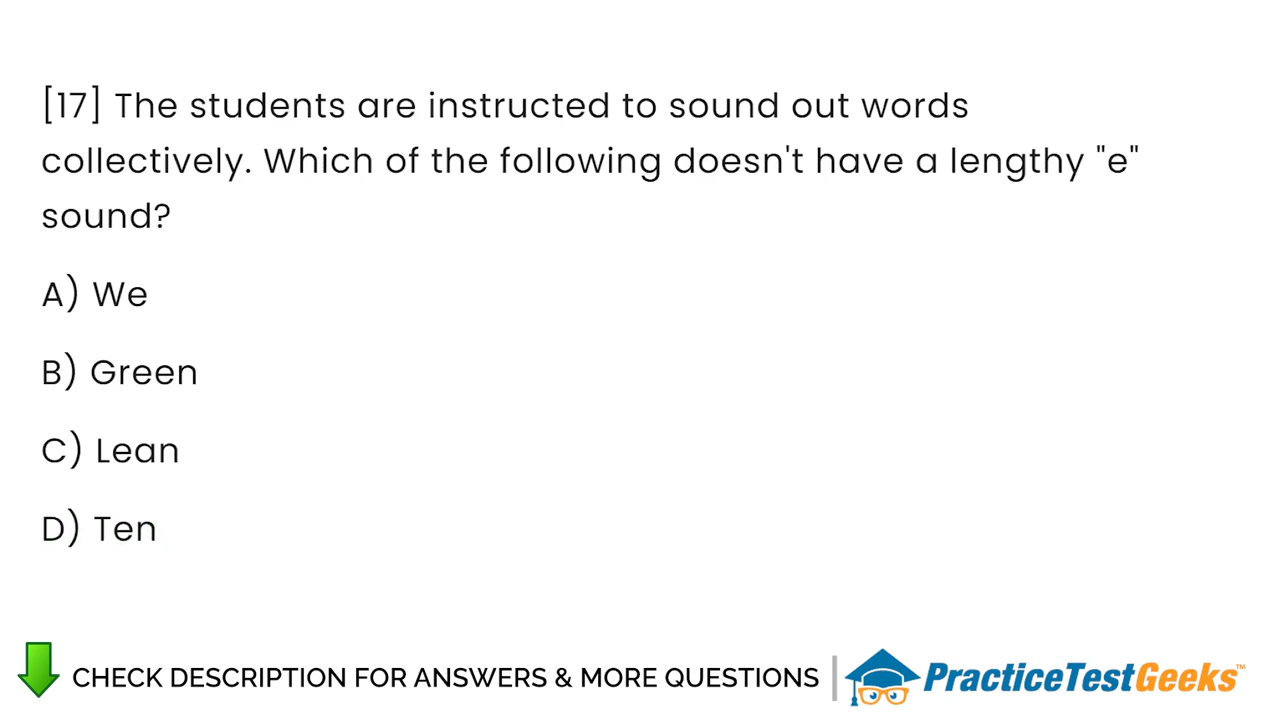 [17] The students are instructed to sound out words
collectively. Which of the following doesn't have a lengthy "e"
sound?
A) We
B) Green
C) Lean
D) Ten
CHECK DESCRIPTION FOR ANSWERS & MORE QUESTIONS
PracticeTestGeeks™